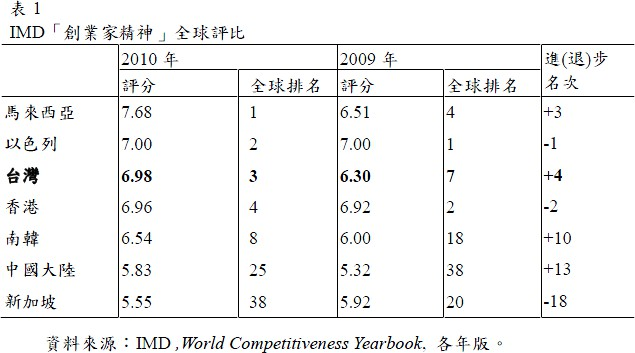 表 1
IMD「創業家精神」全球評比
2010 年 2009 年 進(退)步名次
評分 全球排名 評分 全球排名
馬來西亞 7.68 1 6.51 4 +3
以色列 7.00 2 7.00 1 -1
台灣 6.98 3 6.30 7 +4
香港 6.96 4 6.92 2 -2
南韓 6.54 8 6.00 18 +10
中國大陸 5.83 25 5.32 38 +13
新加坡 5.55 38 5.92 20 -18
資料來源：IMD ,World Competitiveness Yearbook, 各年版。